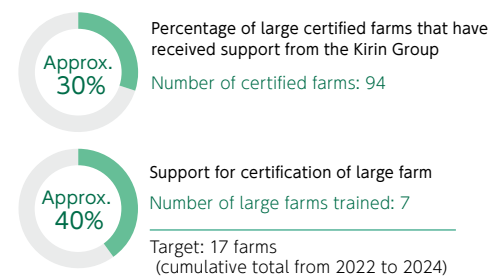 Percentage of large certified farms that have
received support from the Kirin Group
Approx.
30%
Number of certified farms: 94
Support for certification of large farm
Approx.
40%
Number of large farms trained: 7
Target: 17 farms
(cumulative total from 2022 to 2024)